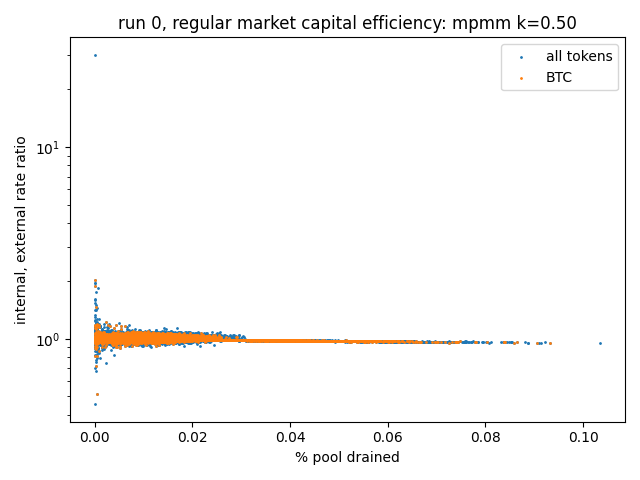 run 0, regular market capital efficiency: mpmm k=0.50
all tokens
BTC
internal, external rate ratio
10¹
10⁰
0.00 0.02 0.04 0.06 0.08 0.10
% pool drained